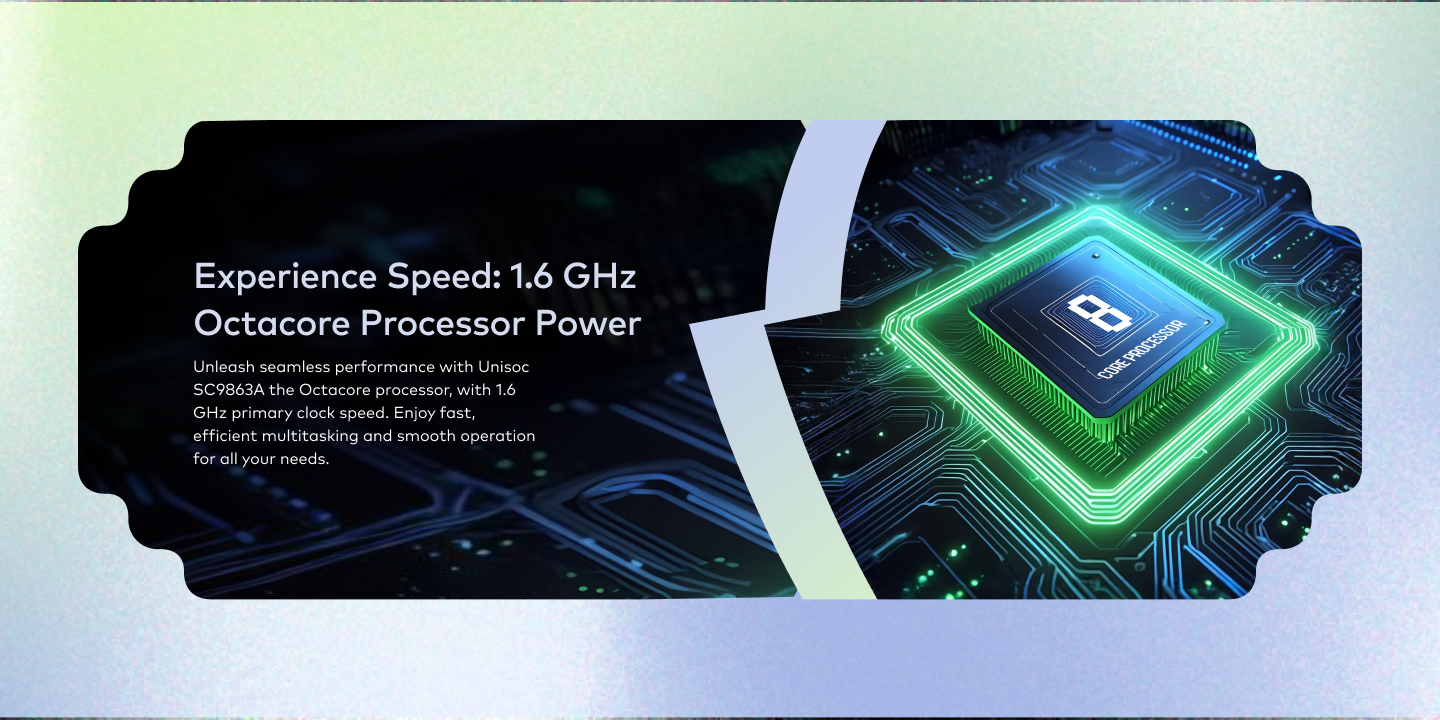 Experience Speed: 1.6 GHz
Octacore Processor Power
Unleash seamless performance with Unisoc
SC9863A the Octacore processor, with 1.6
GHz primary clock speed. Enjoy fast,
efficient multitasking and smooth operation
for all your needs.
8
CORE PROCESSOR